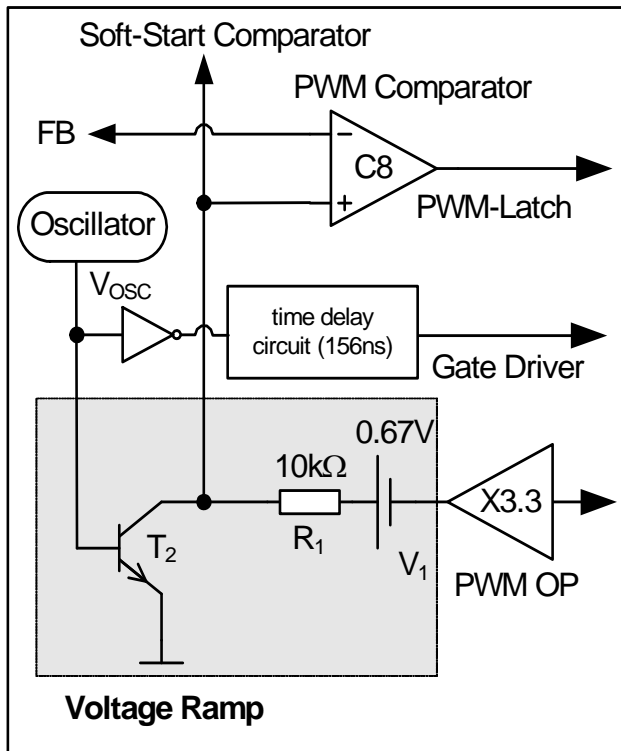 Soft-Start Comparator
PWM Comparator
FB
−
C8
+
PWM-Latch
Oscillator
VOSC
time delay
circuit (156ns)
Gate Driver
0.67V
10kΩ
X3.3
R1
T2
V1
PWM OP
Voltage Ramp